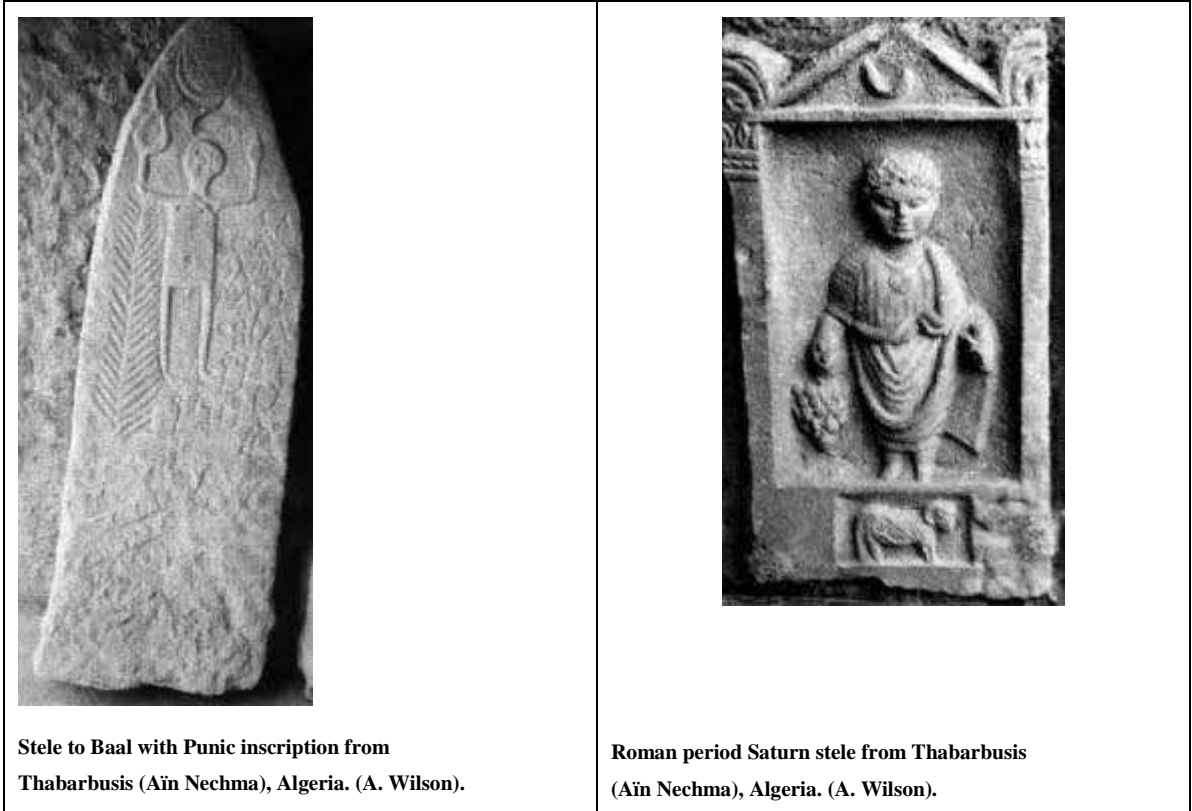 Stele to Baal with Punic inscription from
Thabarbusis (Aïn Nechma), Algeria. (A. Wilson).
Roman period Saturn stele from Thabarbusis
(Aïn Nechma), Algeria. (A. Wilson).